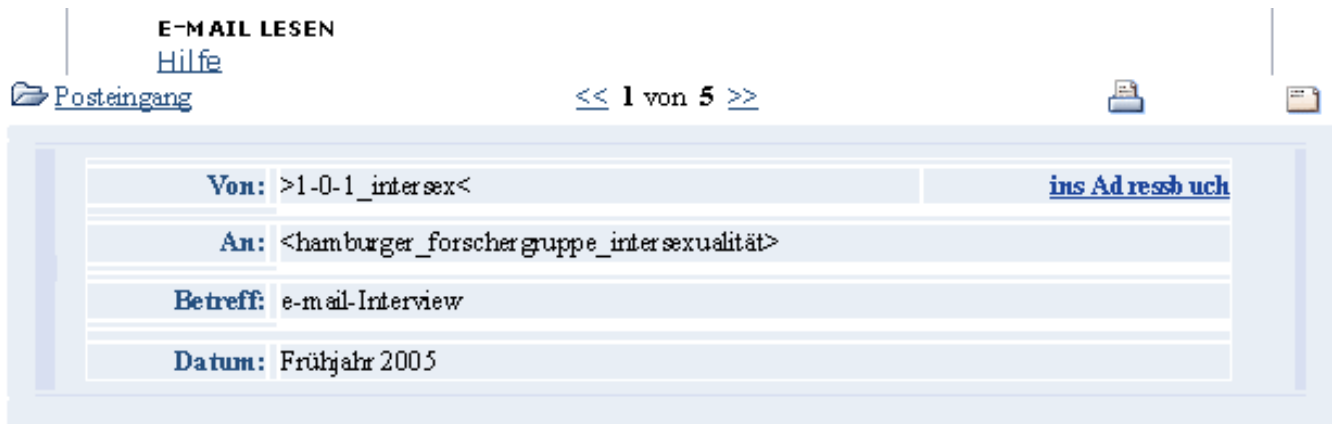 E-MAIL LESEN
Hilfe
Posteingang << 1 von 5 >>
Von: >1-0-1_intersex< ins Adressbuch
An: <hamburger_forschergruppe_intersexualität>
Betreff: e-mail-Interview
Datum: Frühjahr 2005